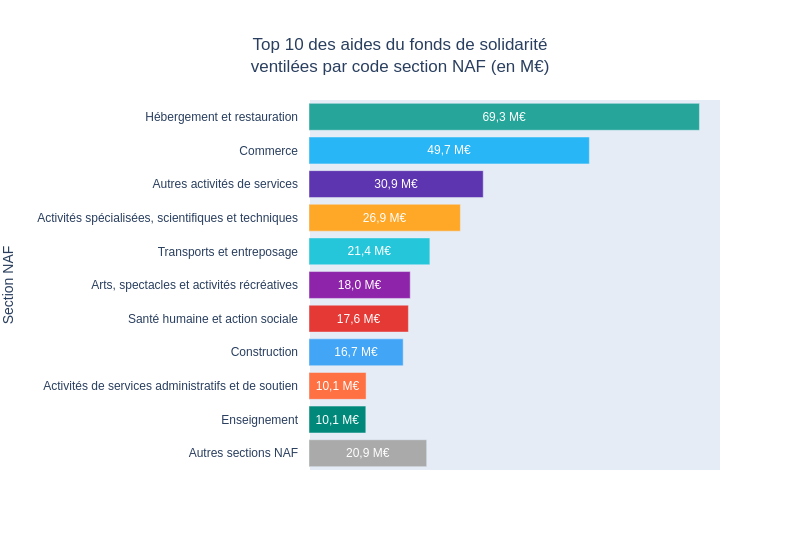 Top 10 des aides du fonds de solidarité
ventilées par code section NAF (en M€)
Section NAF
Hébergement et restauration 69,3 M€
Commerce 49,7 M€
Autres activités de services 30,9 M€
Activités spécialisées, scientifiques et techniques 26,9 M€
Transports et entreposage 21,4 M€
Arts, spectacles et activités récréatives 18,0 M€
Santé humaine et action sociale 17,6 M€
Construction 16,7 M€
Activités de services administratifs et de soutien 10,1 M€
Enseignement 10,1 M€
Autres sections NAF 20,9 M€